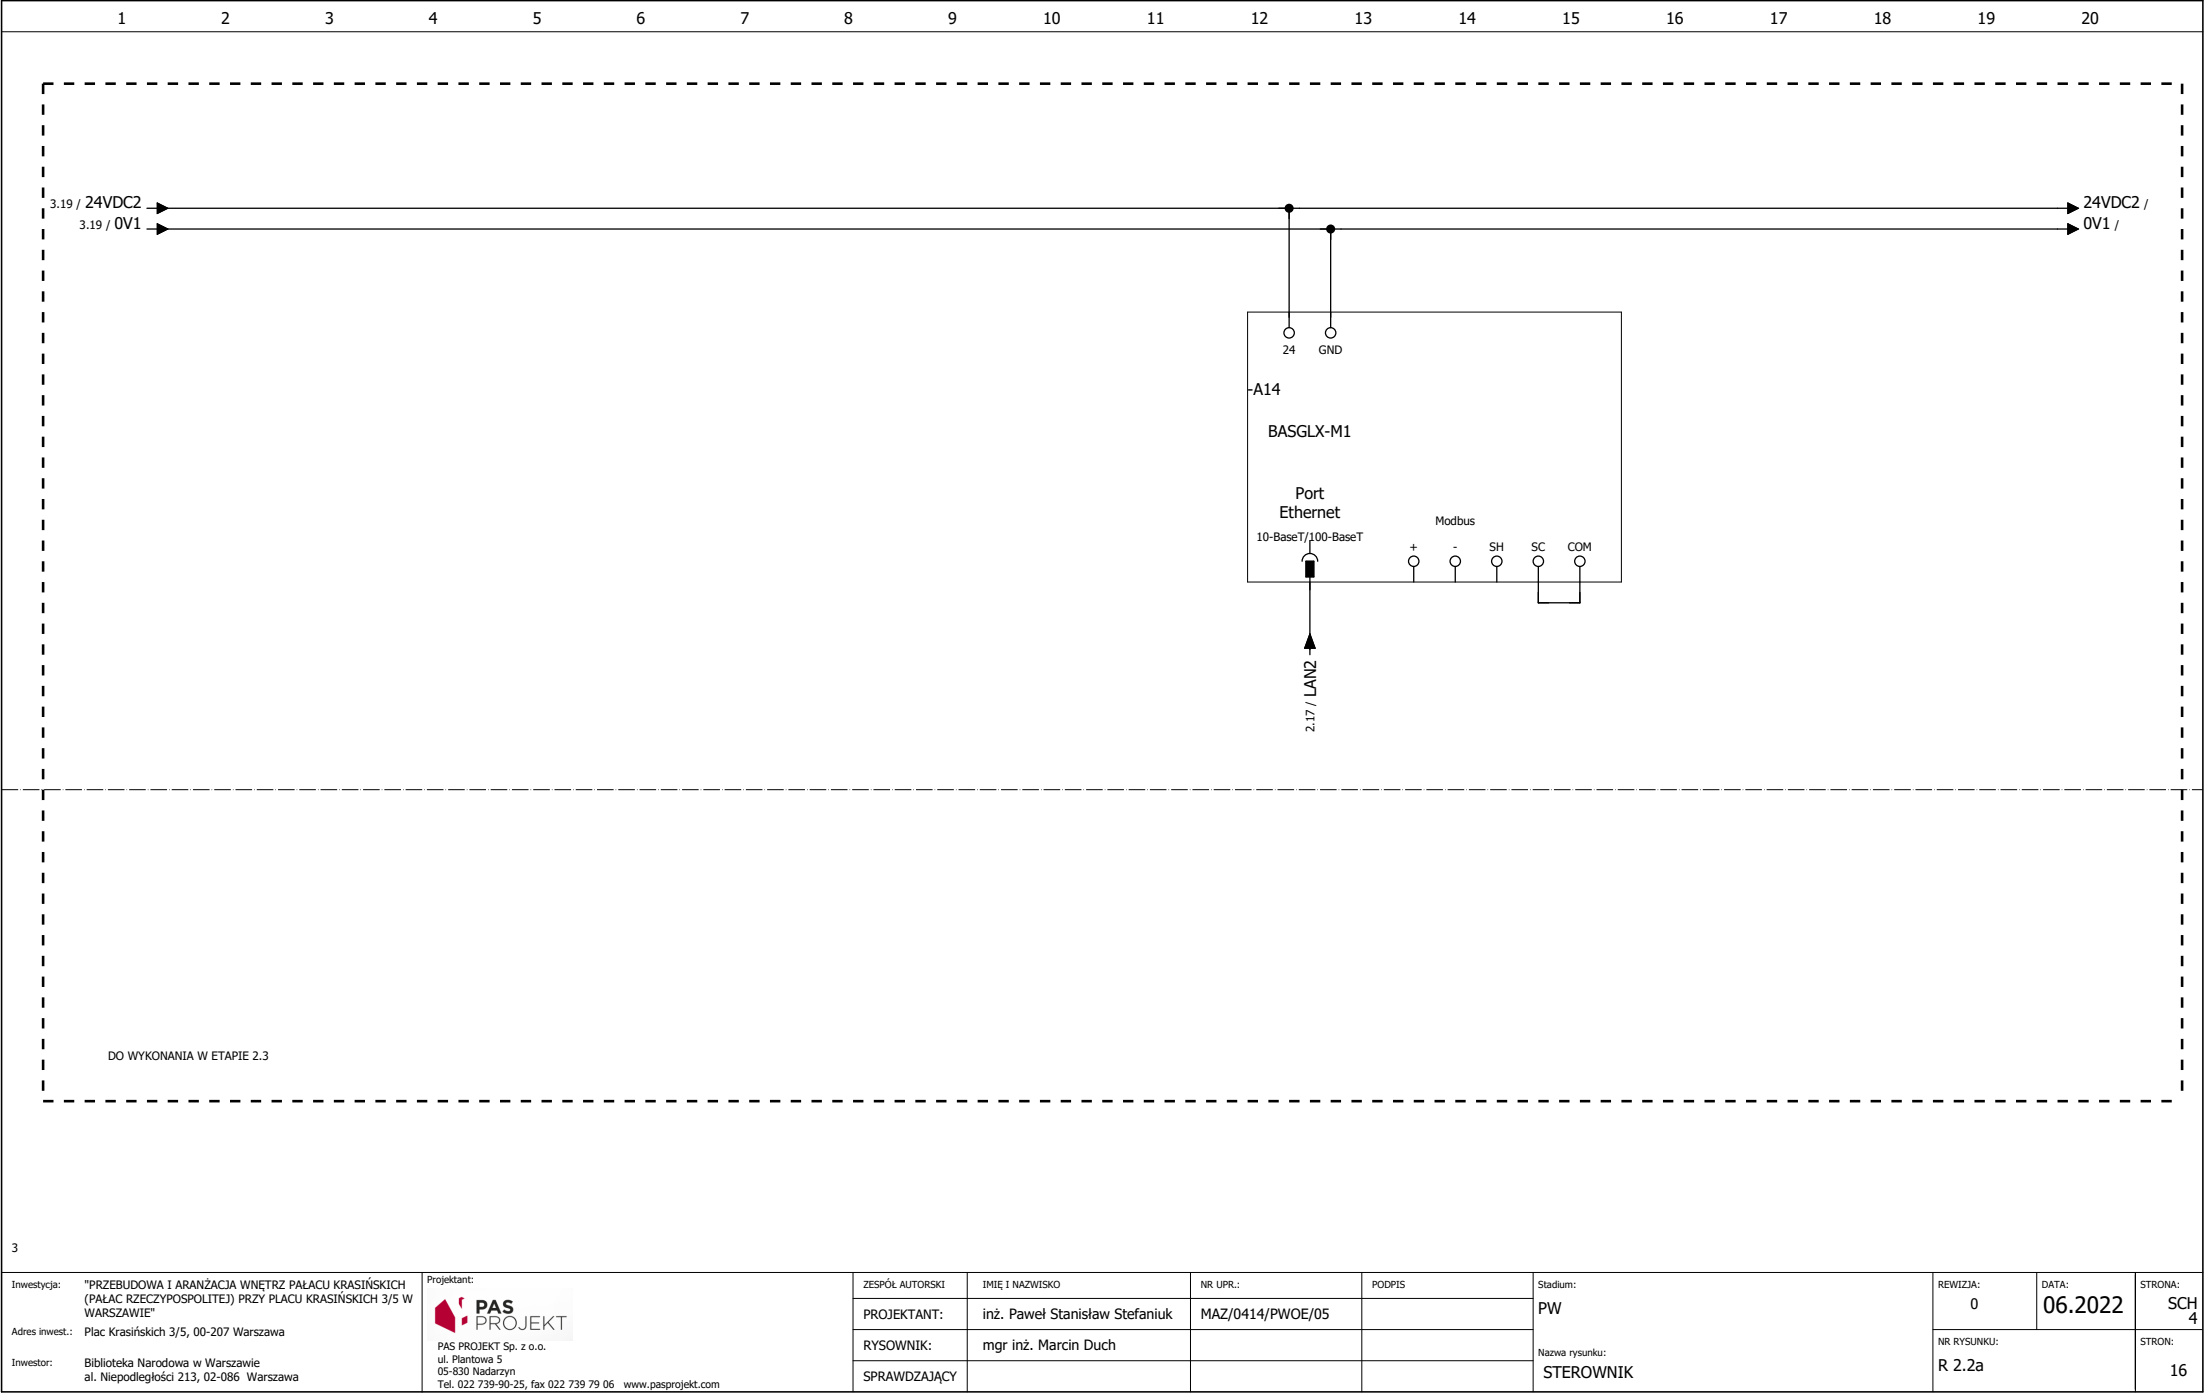 1 2 3 4 5 6 7 8 9 10 11 12 13 14 15 16 17 18 19 20
3.19 / 24VDC2
24VDC2 /
3.19 / 0V1
0V1 /
24 GND
-A14
BASGLX-M1
Port
Ethernet
10-BaseT/100-BaseT
Modbus
+ - SH SC COM
2.17 / LAN2
DO WYKONANIA W ETAPIE 2.3
3
Inwestycja: "PRZEBUDOWA I ARANŻACJA WNĘTRZ PAŁACU KRASIŃSKICH
(PAŁAC RZECZYPOSPOLITEJ) PRZY PLACU KRASIŃSKICH 3/5 W
WARSZAWIE"
Adres inwest.: Plac Krasińskich 3/5, 00-207 Warszawa
Inwestor: Biblioteka Narodowa w Warszawie
al. Niepodległości 213, 02-086 Warszawa
Projektant:
PAS
PROJEKT
PAS PROJEKT Sp. z o.o.
ul. Plantowa 5
05-830 Nadarzyn
Tel. 022 739-90-25, fax 022 739 79 06 www.pasprojekt.com
ZESPÓŁ AUTORSKI IMIĘ I NAZWISKO NR UPR.: PODPIS
PROJEKTANT: inż. Paweł Stanisław Stefaniuk MAZ/0414/PWOE/05
RYSOWNIK: mgr inż. Marcin Duch
SPRAWDZAJĄCY
Stadium:
PW
Nazwa rysunku:
STEROWNIK
REWIZJA:
0
DATA:
06.2022
STRONA:
SCH
4
NR RYSUNKU:
R 2.2a
STRON:
16